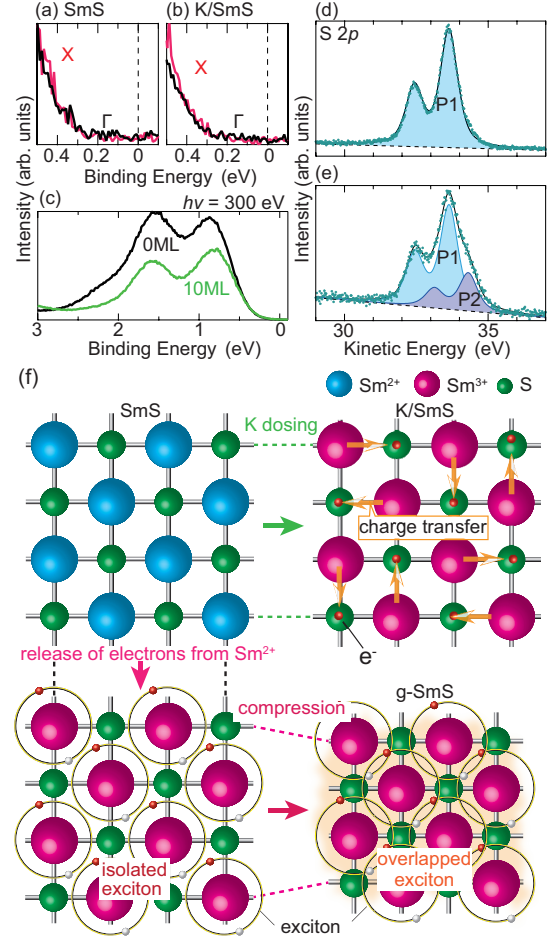 (a) SmS
(b) K/SmS
(d)
X
Γ
X
Γ
0.4 0.2 0
0.4 0.2 0
Binding Energy (eV)
Intensity (arb. units)
S 2p
P1
Intensity (arb. units)
(c)
hν = 300 eV
0ML
10ML
3 2 1 0
Binding Energy (eV)
(e)
P1
P2
30 35
Kinetic Energy (eV)
(f)
Sm2+ Sm3+ S
SmS
K/SmS
K dosing
charge transfer
e-
release of electrons from Sm2+
compression
g-SmS
isolated
exciton
overlapped
exciton
exciton